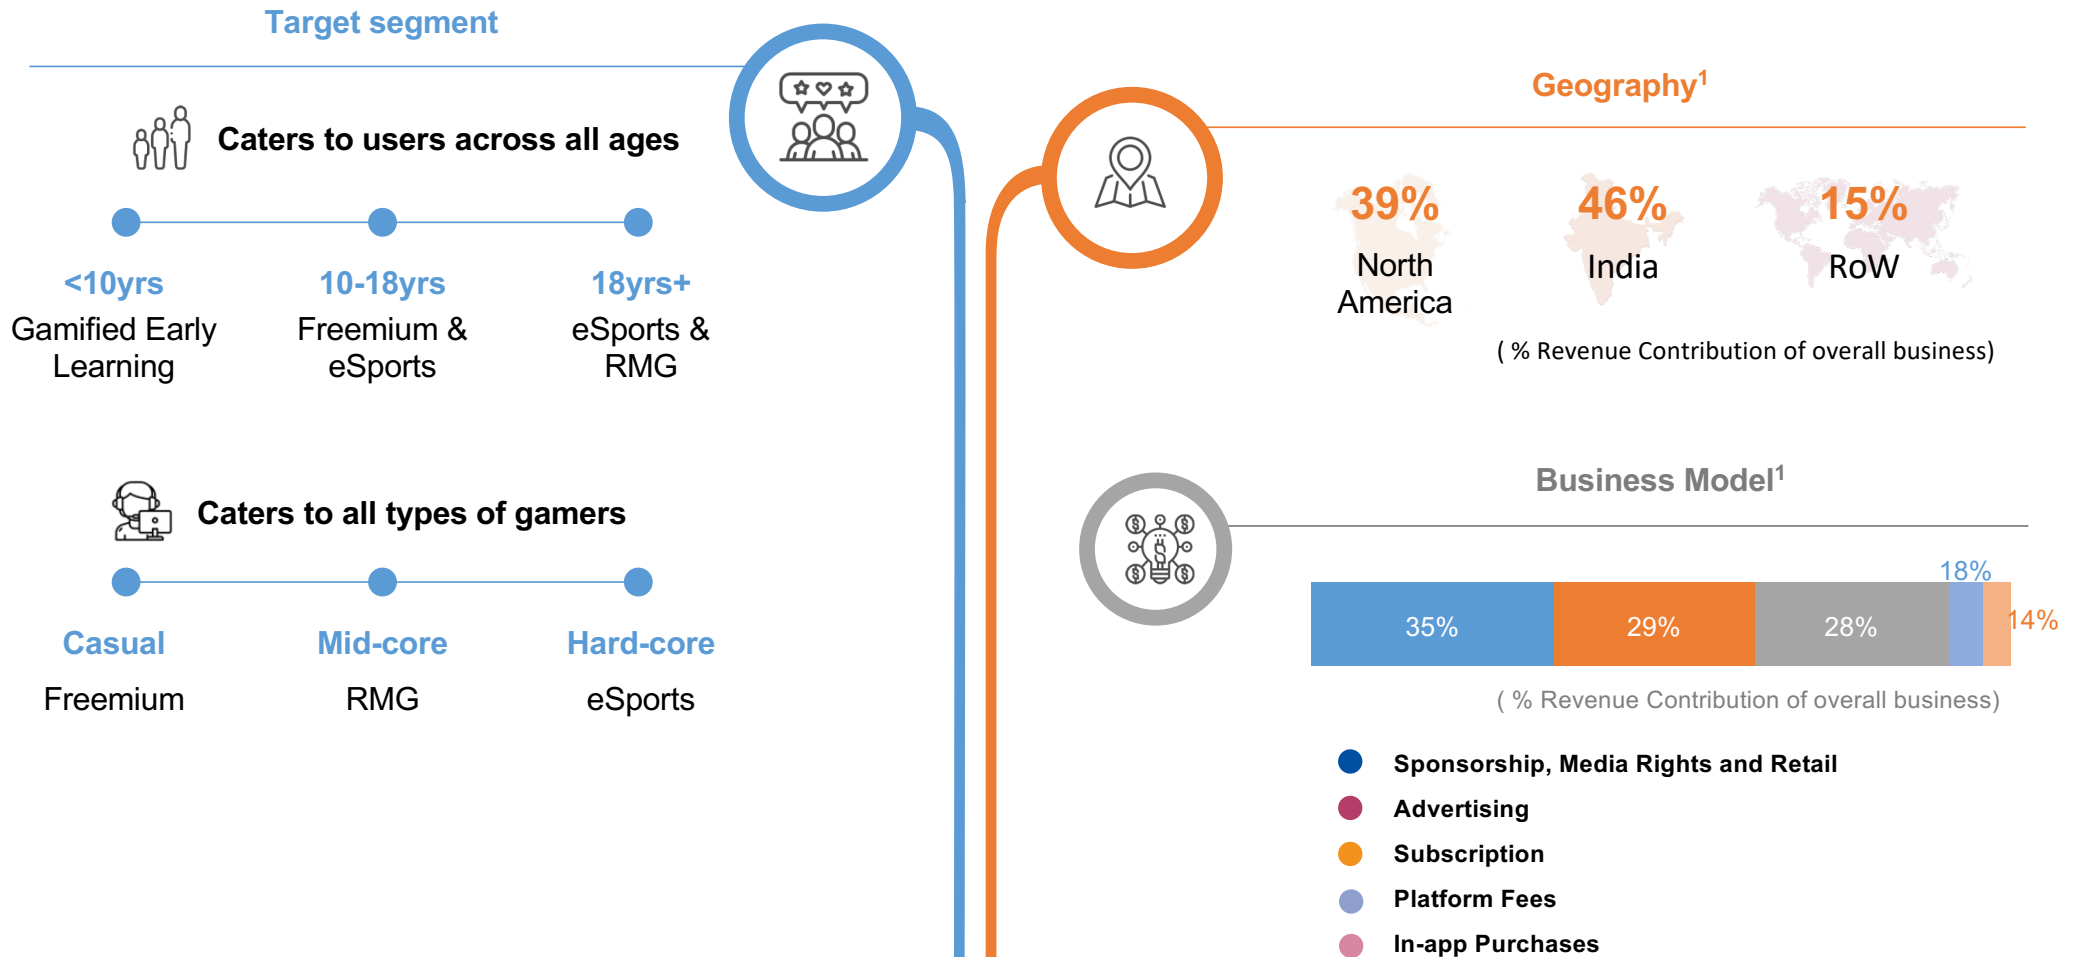 Target segment
Caters to users across all ages
<10yrs
10-18yrs
18yrs+
Gamified Early
Learning
Freemium &
eSports
eSports &
RMG
Caters to all types of gamers
Casual
Mid-core
Hard-core
Freemium
RMG
eSports
Geography1
39%
North
America
46%
India
15%
RoW
( % Revenue Contribution of overall business)
Business Model1
35%
29%
28%
18%
14%
( % Revenue Contribution of overall business)
Sponsorship, Media Rights and Retail
Advertising
Subscription
Platform Fees
In-app Purchases